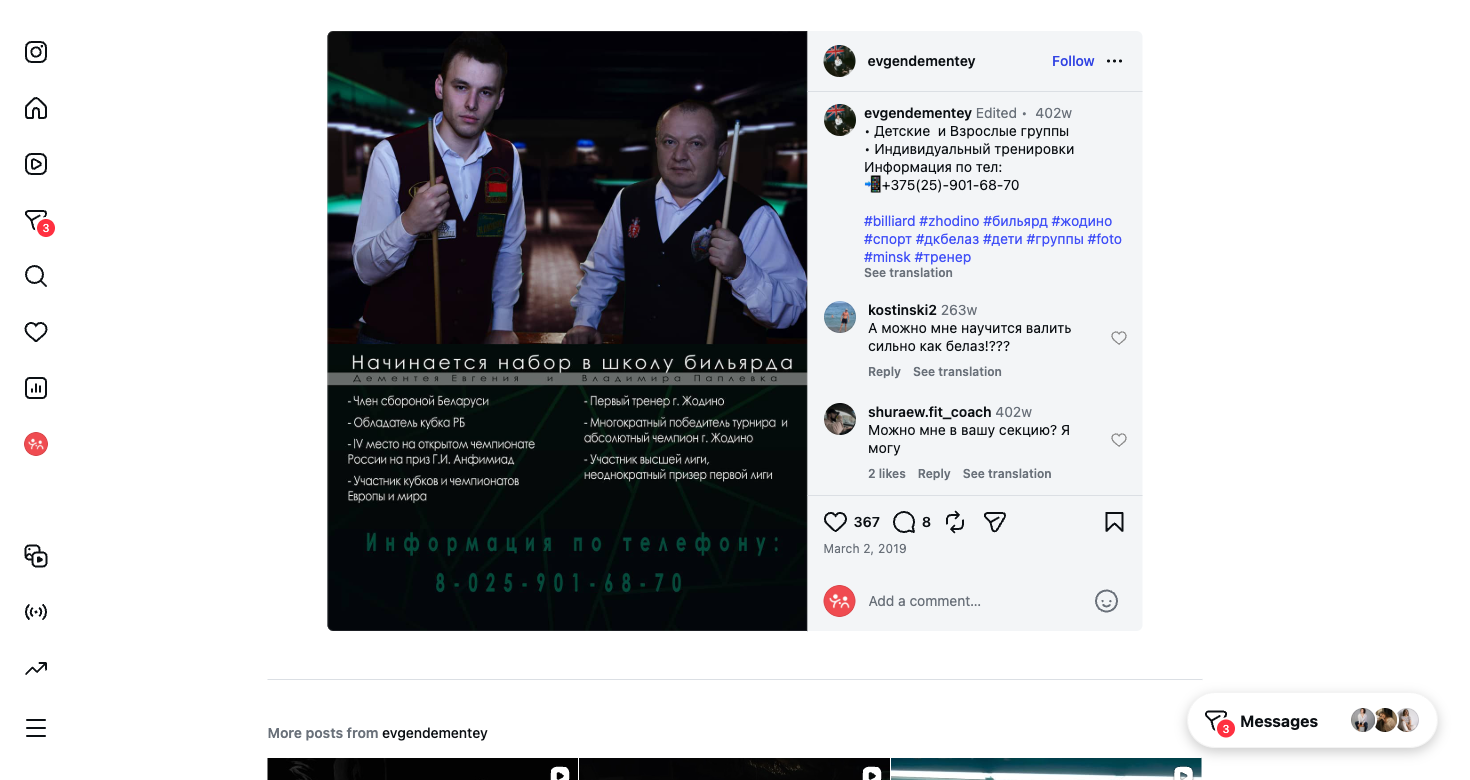 3
Начинается набор в школу бильярда
Дементея Евгения и Владимира Паплевка
- Член сбороной Беларуси
- Обладатель кубка РБ
- IV место на открытом чемпионате
России на приз Г.И. Анфимиад
- Участник кубков и чемпионатов
Европы и мира
- Первый тренер г. Жодино
- Многократный победитель турнира и
абсолютный чемпион г. Жодино
- Участник высшей лиги,
неоднократный призер первой лиги
Информация по телефону:
8-025-901-68-70
evgendementey Follow
evgendementey Edited • 402w
• Детские и Взрослые группы
• Индивидуальный тренировки
Информация по тел:
📲+375(25)-901-68-70
#billiard #zhodino #бильярд #жодино
#спорт #дкбелаз #дети #группы #foto
#minsk #тренер
See translation
kostinski2 263w
А можно мне научится валить
сильно как белаз!???
Reply See translation
shuraew.fit_coach 402w
Можно мне в вашу секцию? Я
могу
2 likes Reply See translation
367 8
March 2, 2019
Add a comment...
More posts from evgendementey
3 Messages